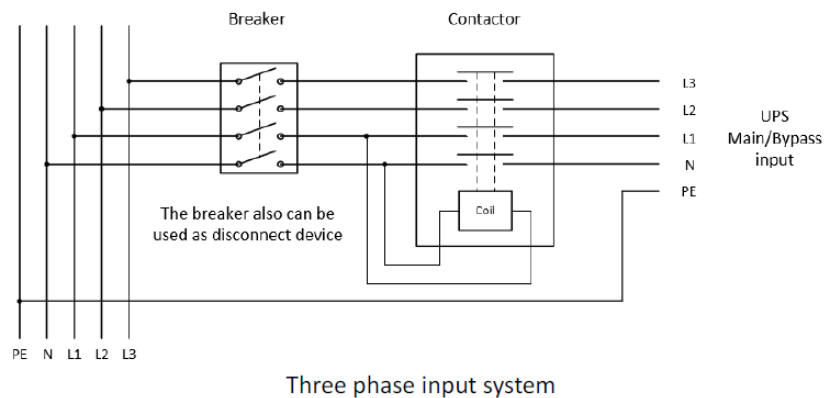 Breaker
Contactor
L3
L2
L1
N
PE
UPS
Main/Bypass
input
The breaker also can be
used as disconnect device
Coil
PE N L1 L2 L3
Three phase input system